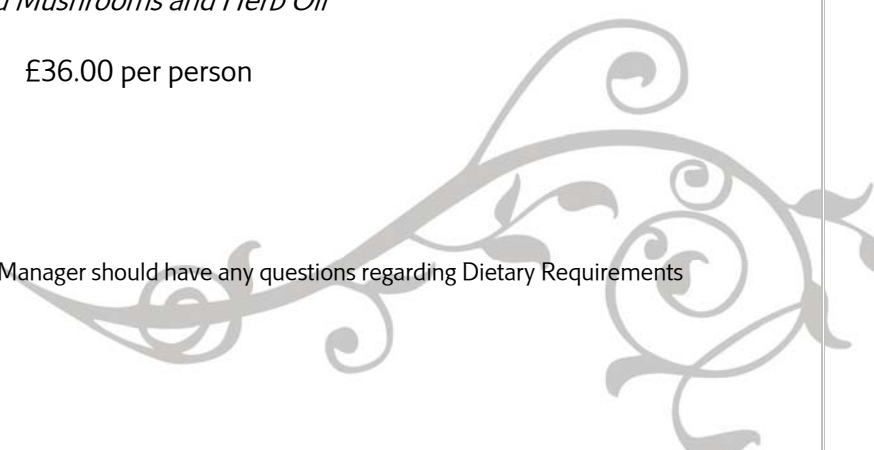 Mushrooms and Herb Oil
£36.00 per person
Manager should have any questions regarding Dietary Requirements